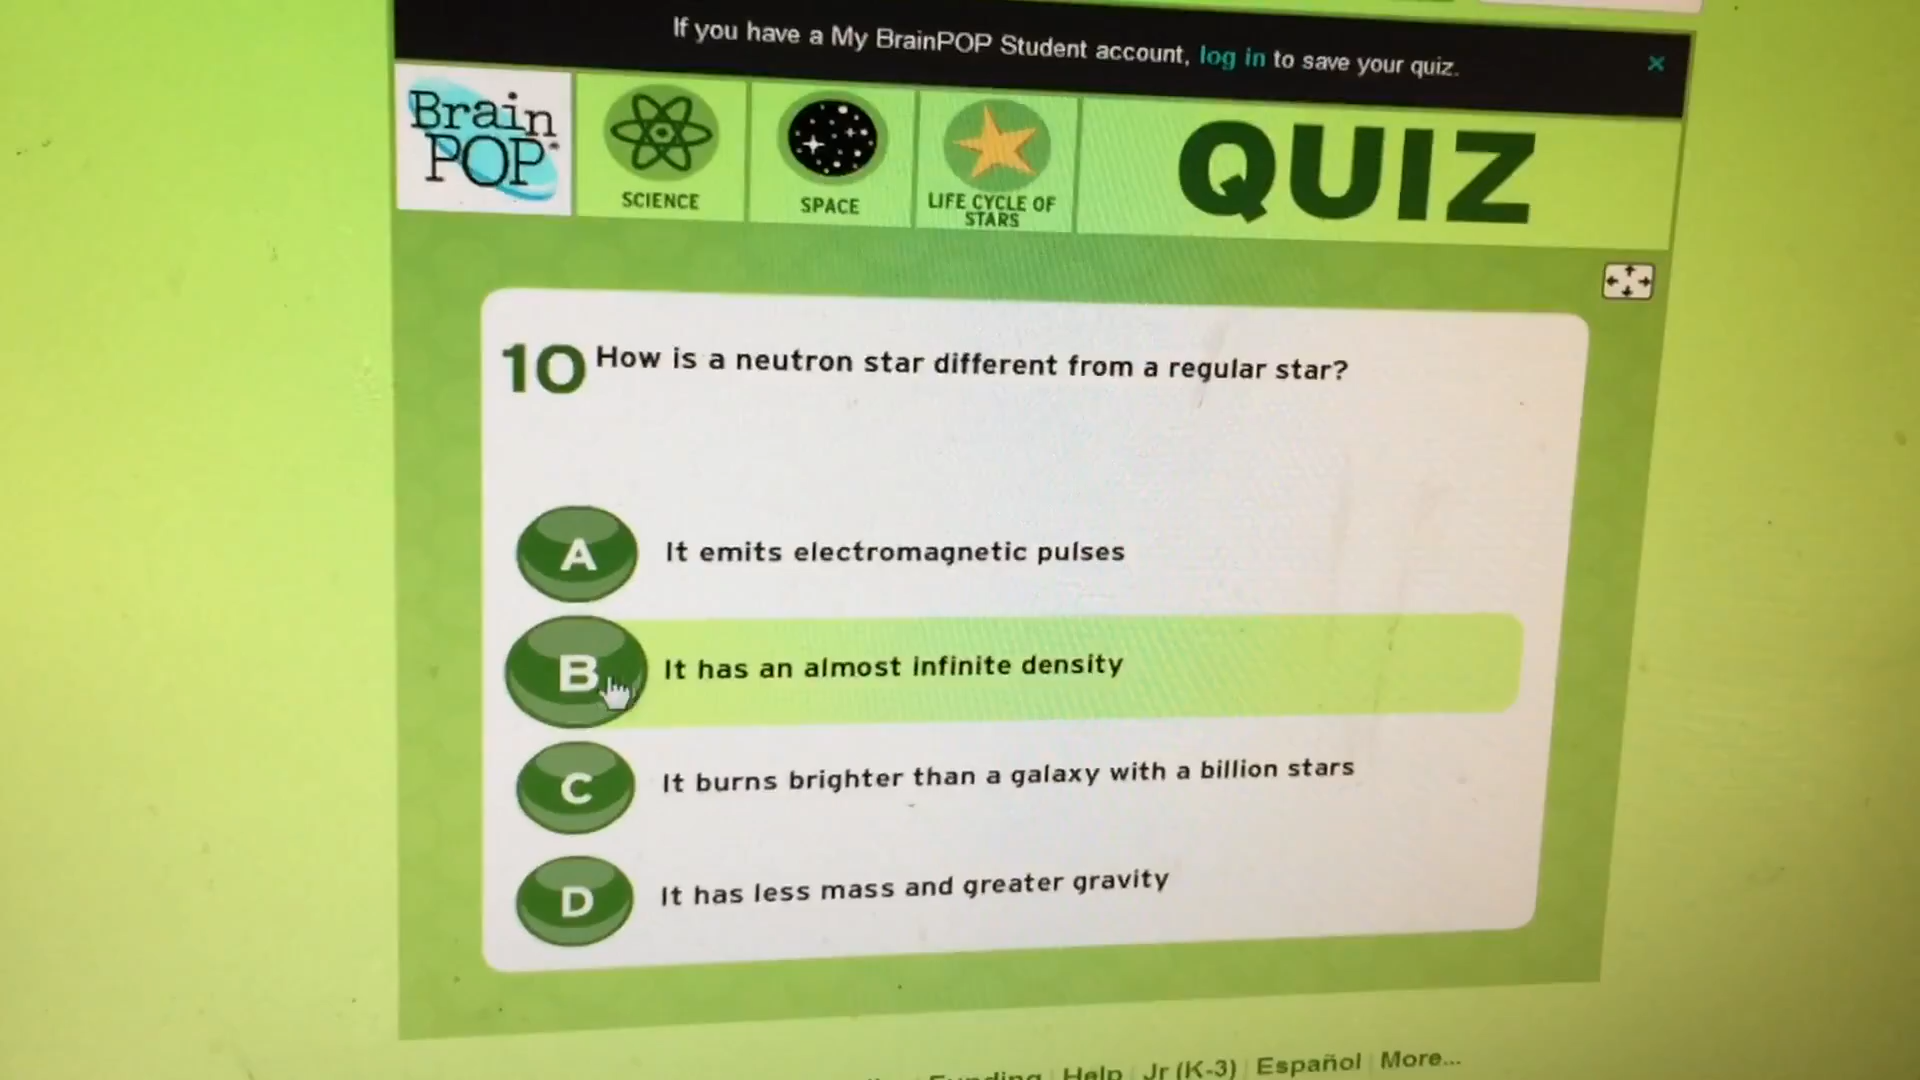 If you have a My BrainPOP Student account, log in to save your quiz.
×
Brain
POP
SCIENCE
SPACE
LIFE CYCLE OF
STARS
QUIZ
10 How is a neutron star different from a regular star?
A It emits electromagnetic pulses
B It has an almost infinite density
C It burns brighter than a galaxy with a billion stars
D It has less mass and greater gravity
Help Jr (K-3) Español More...